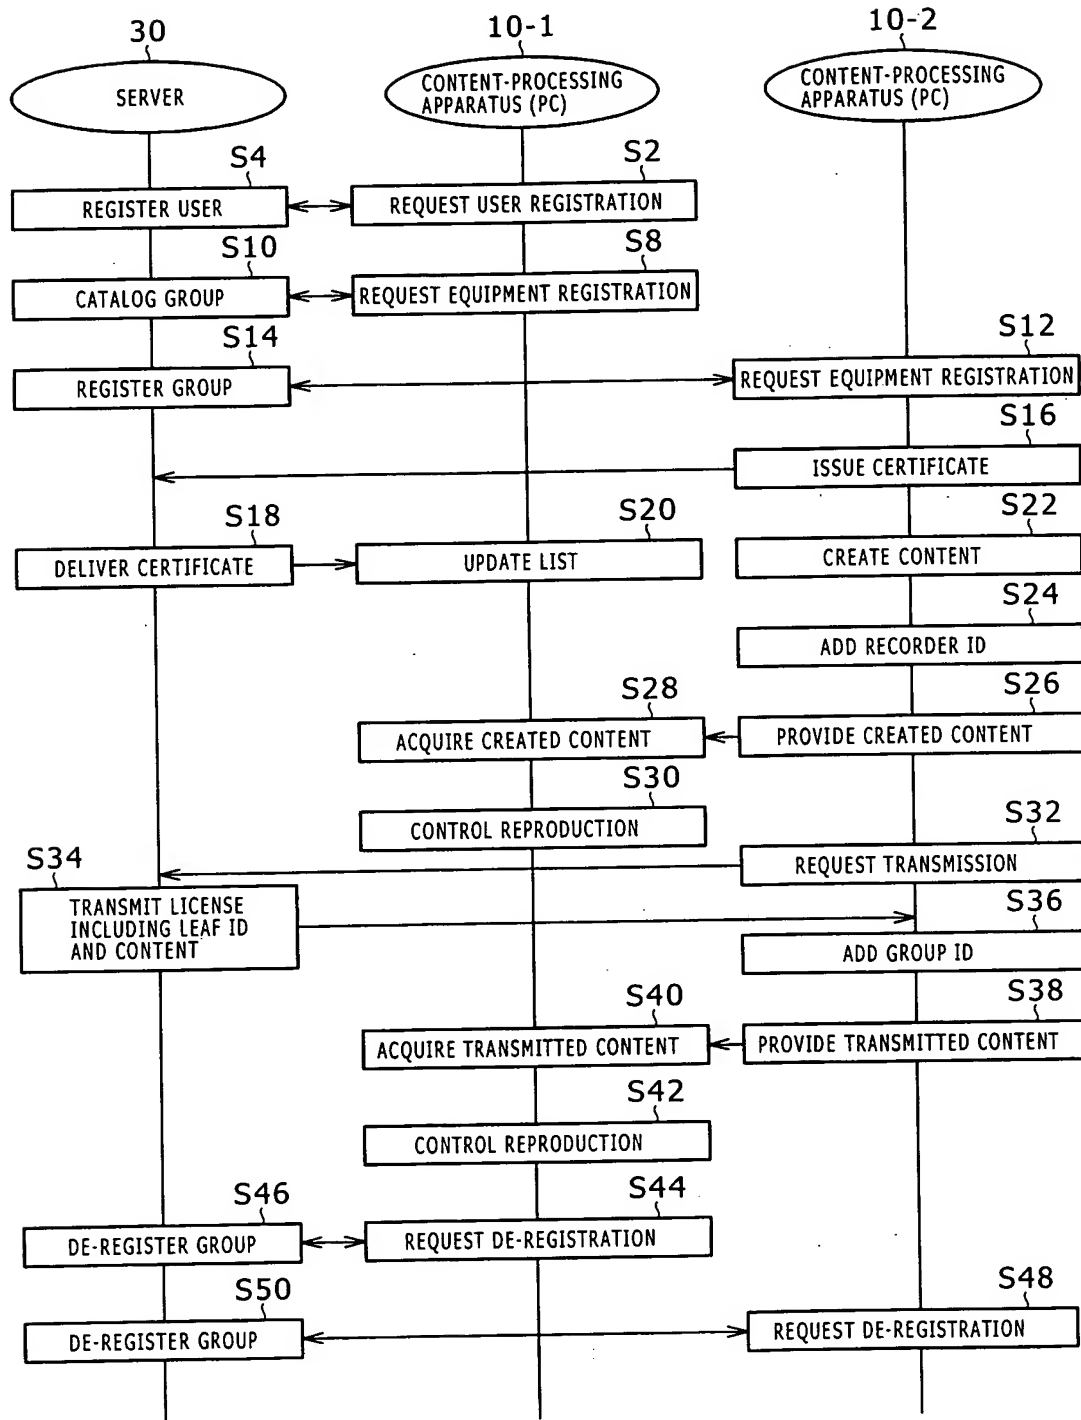 30
10-1
10-2
SERVER
CONTENT-PROCESSING
APPARATUS (PC)
CONTENT-PROCESSING
APPARATUS (PC)
S4
S2
REGISTER USER
REQUEST USER REGISTRATION
S10
S8
CATALOG GROUP
REQUEST EQUIPMENT REGISTRATION
S14
S12
REGISTER GROUP
REQUEST EQUIPMENT REGISTRATION
S16
ISSUE CERTIFICATE
S18
S20
S22
DELIVER CERTIFICATE
UPDATE LIST
CREATE CONTENT
S24
ADD RECORDER ID
S28
S26
ACQUIRE CREATED CONTENT
PROVIDE CREATED CONTENT
S30
CONTROL REPRODUCTION
S32
REQUEST TRANSMISSION
S34
TRANSMIT LICENSE
INCLUDING LEAF ID
AND CONTENT
S36
ADD GROUP ID
S40
S38
ACQUIRE TRANSMITTED CONTENT
PROVIDE TRANSMITTED CONTENT
S42
CONTROL REPRODUCTION
S46
S44
DE-REGISTER GROUP
REQUEST DE-REGISTRATION
S50
S48
DE-REGISTER GROUP
REQUEST DE-REGISTRATION